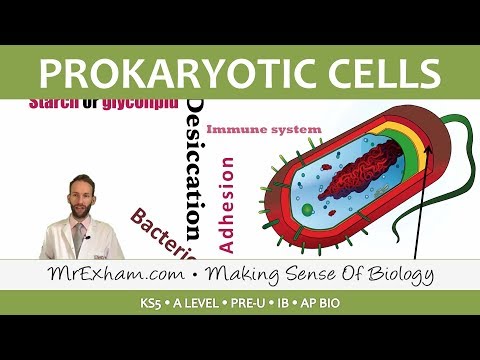 PROKARYOTIC CELLS
Starch or glycolipid
Desiccation
Immune system
Adhesion
MrExham.com • Making Sense Of Biology
KS5 • A LEVEL • PRE-U • IB • AP BIO